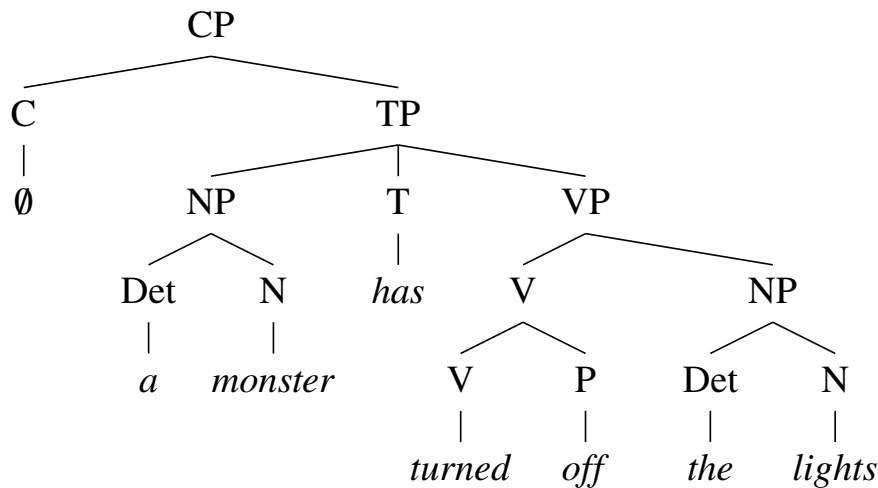 CP
C TP
∅ NP T VP
Det N has V NP
a monster V P Det N
turned off the lights